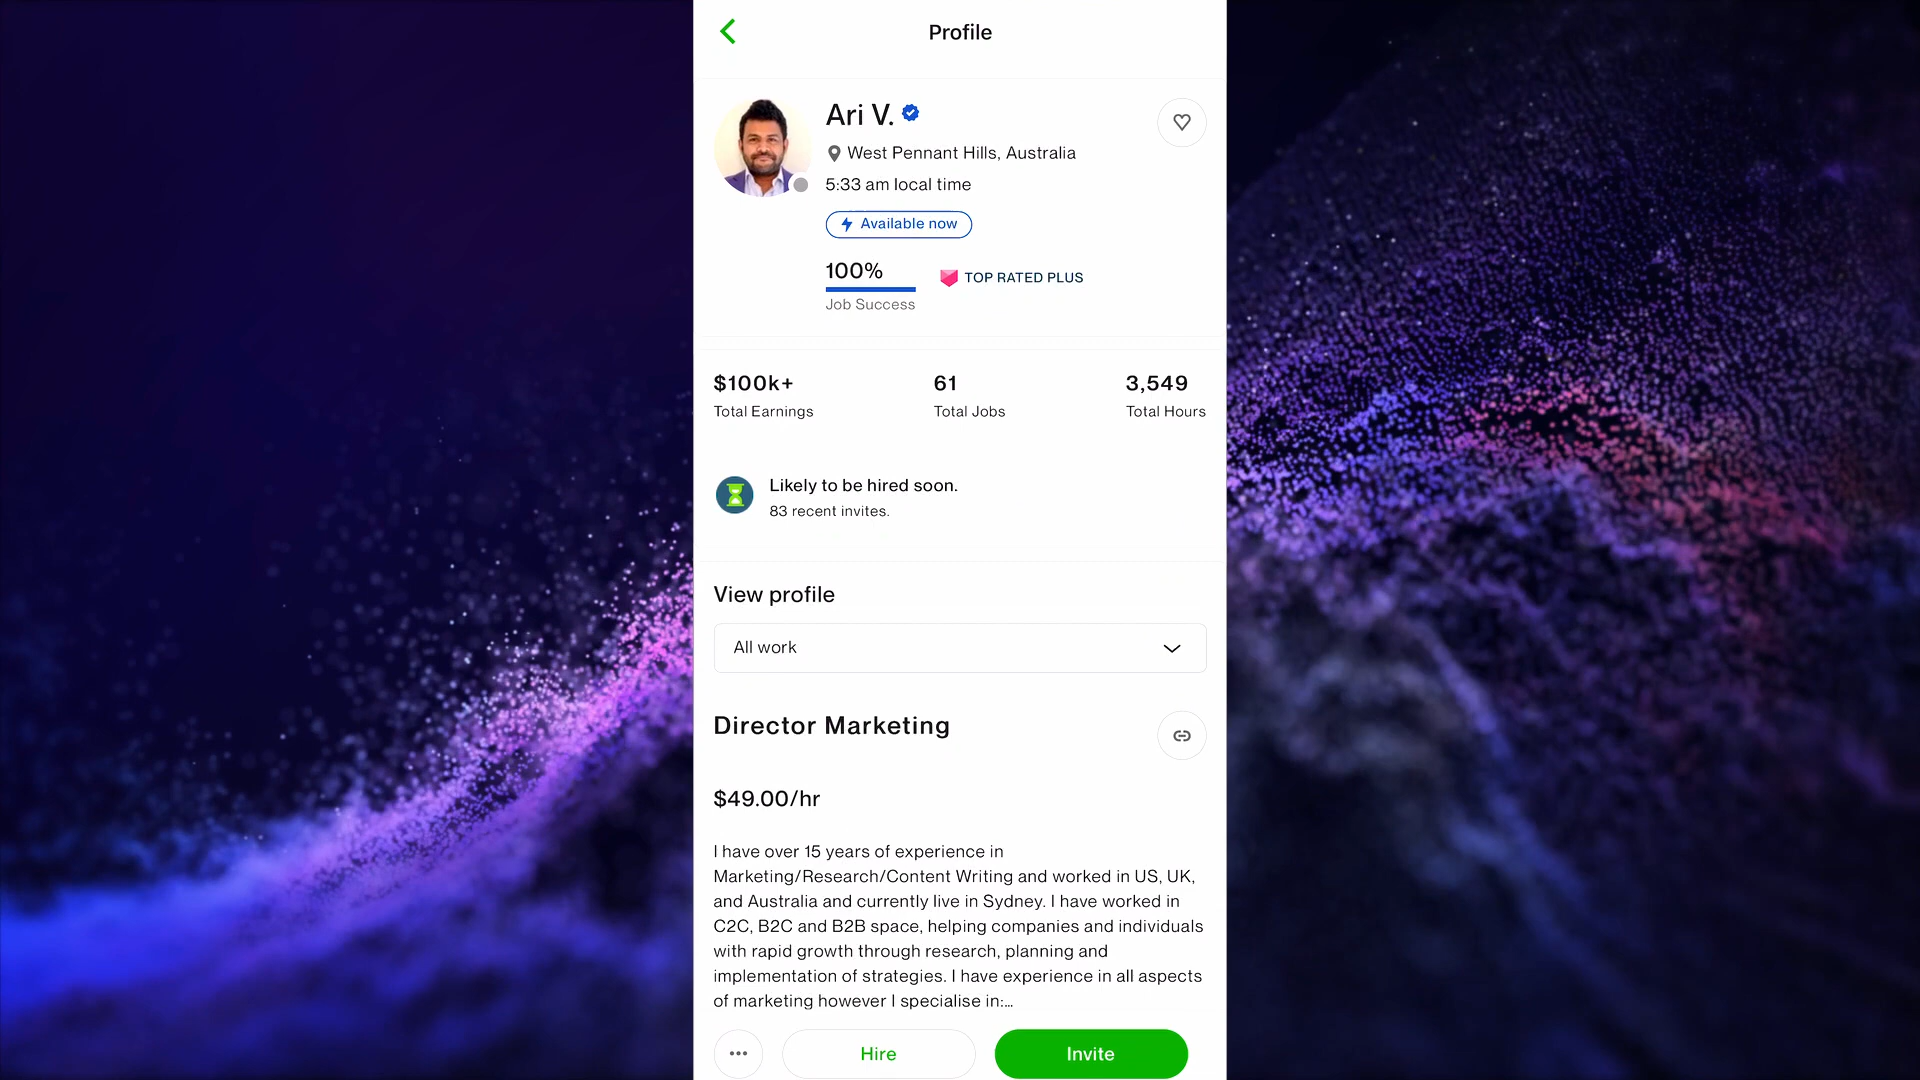 Profile
Ari V.
West Pennant Hills, Australia
5:33 am local time
Available now
100%
Job Success
TOP RATED PLUS
$100k+
Total Earnings
61
Total Jobs
3,549
Total Hours
Likely to be hired soon.
83 recent invites.
View profile
All work
Director Marketing
$49.00/hr
I have over 15 years of experience in
Marketing/Research/Content Writing and worked in US, UK,
and Australia and currently live in Sydney. I have worked in
C2C, B2C and B2B space, helping companies and individuals
with rapid growth through research, planning and
implementation of strategies. I have experience in all aspects
of marketing however I specialise in:...
Hire
Invite